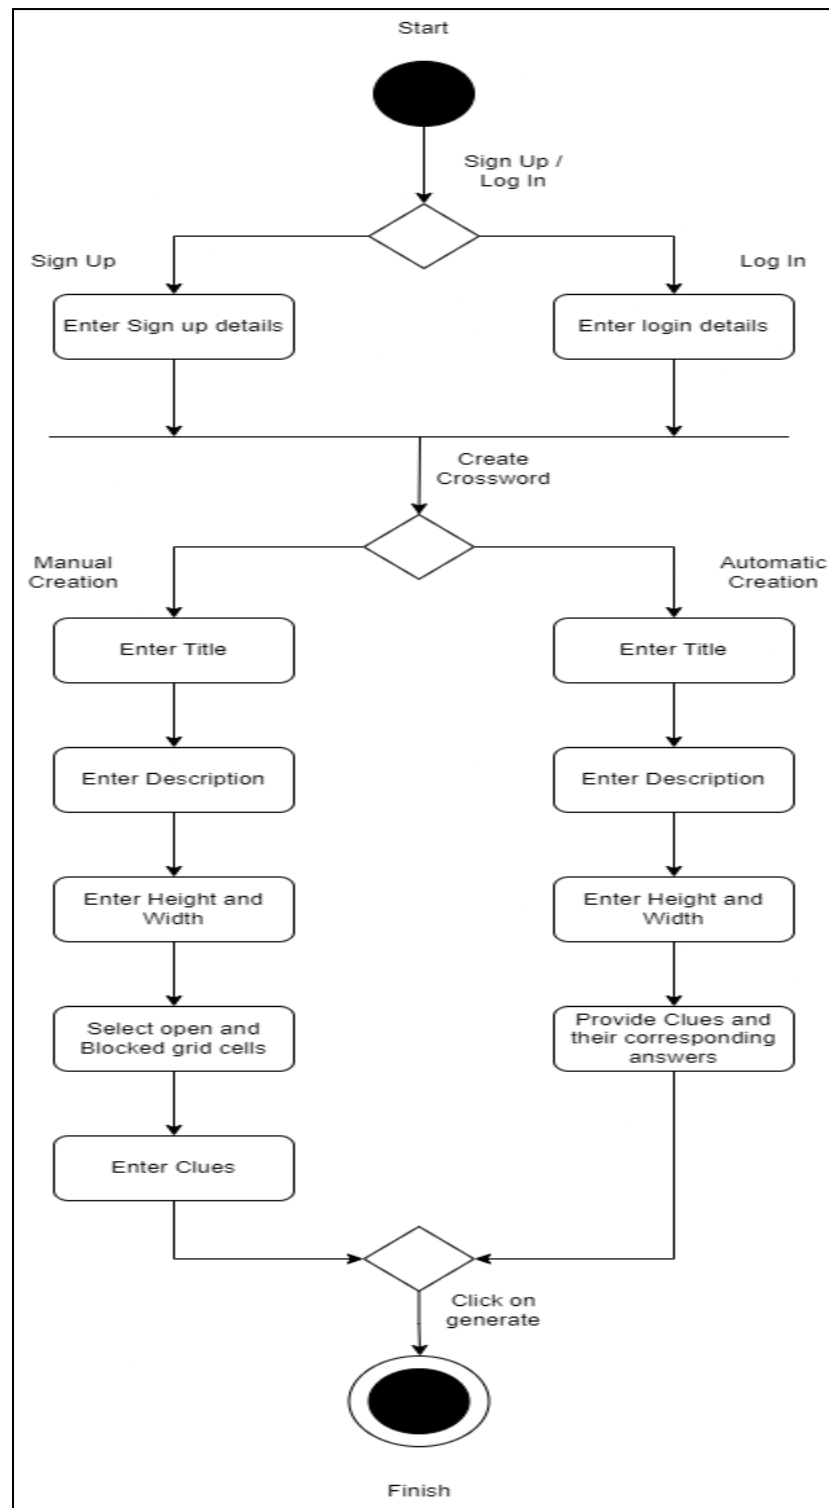 Start
Sign Up /
Log In
Sign Up
Log In
Enter Sign up details
Enter login details
Create
Crossword
Manual
Creation
Automatic
Creation
Enter Title
Enter Title
Enter Description
Enter Description
Enter Height and
Width
Enter Height and
Width
Select open and
Blocked grid cells
Provide Clues and
their corresponding
answers
Enter Clues
Click on
generate
Finish